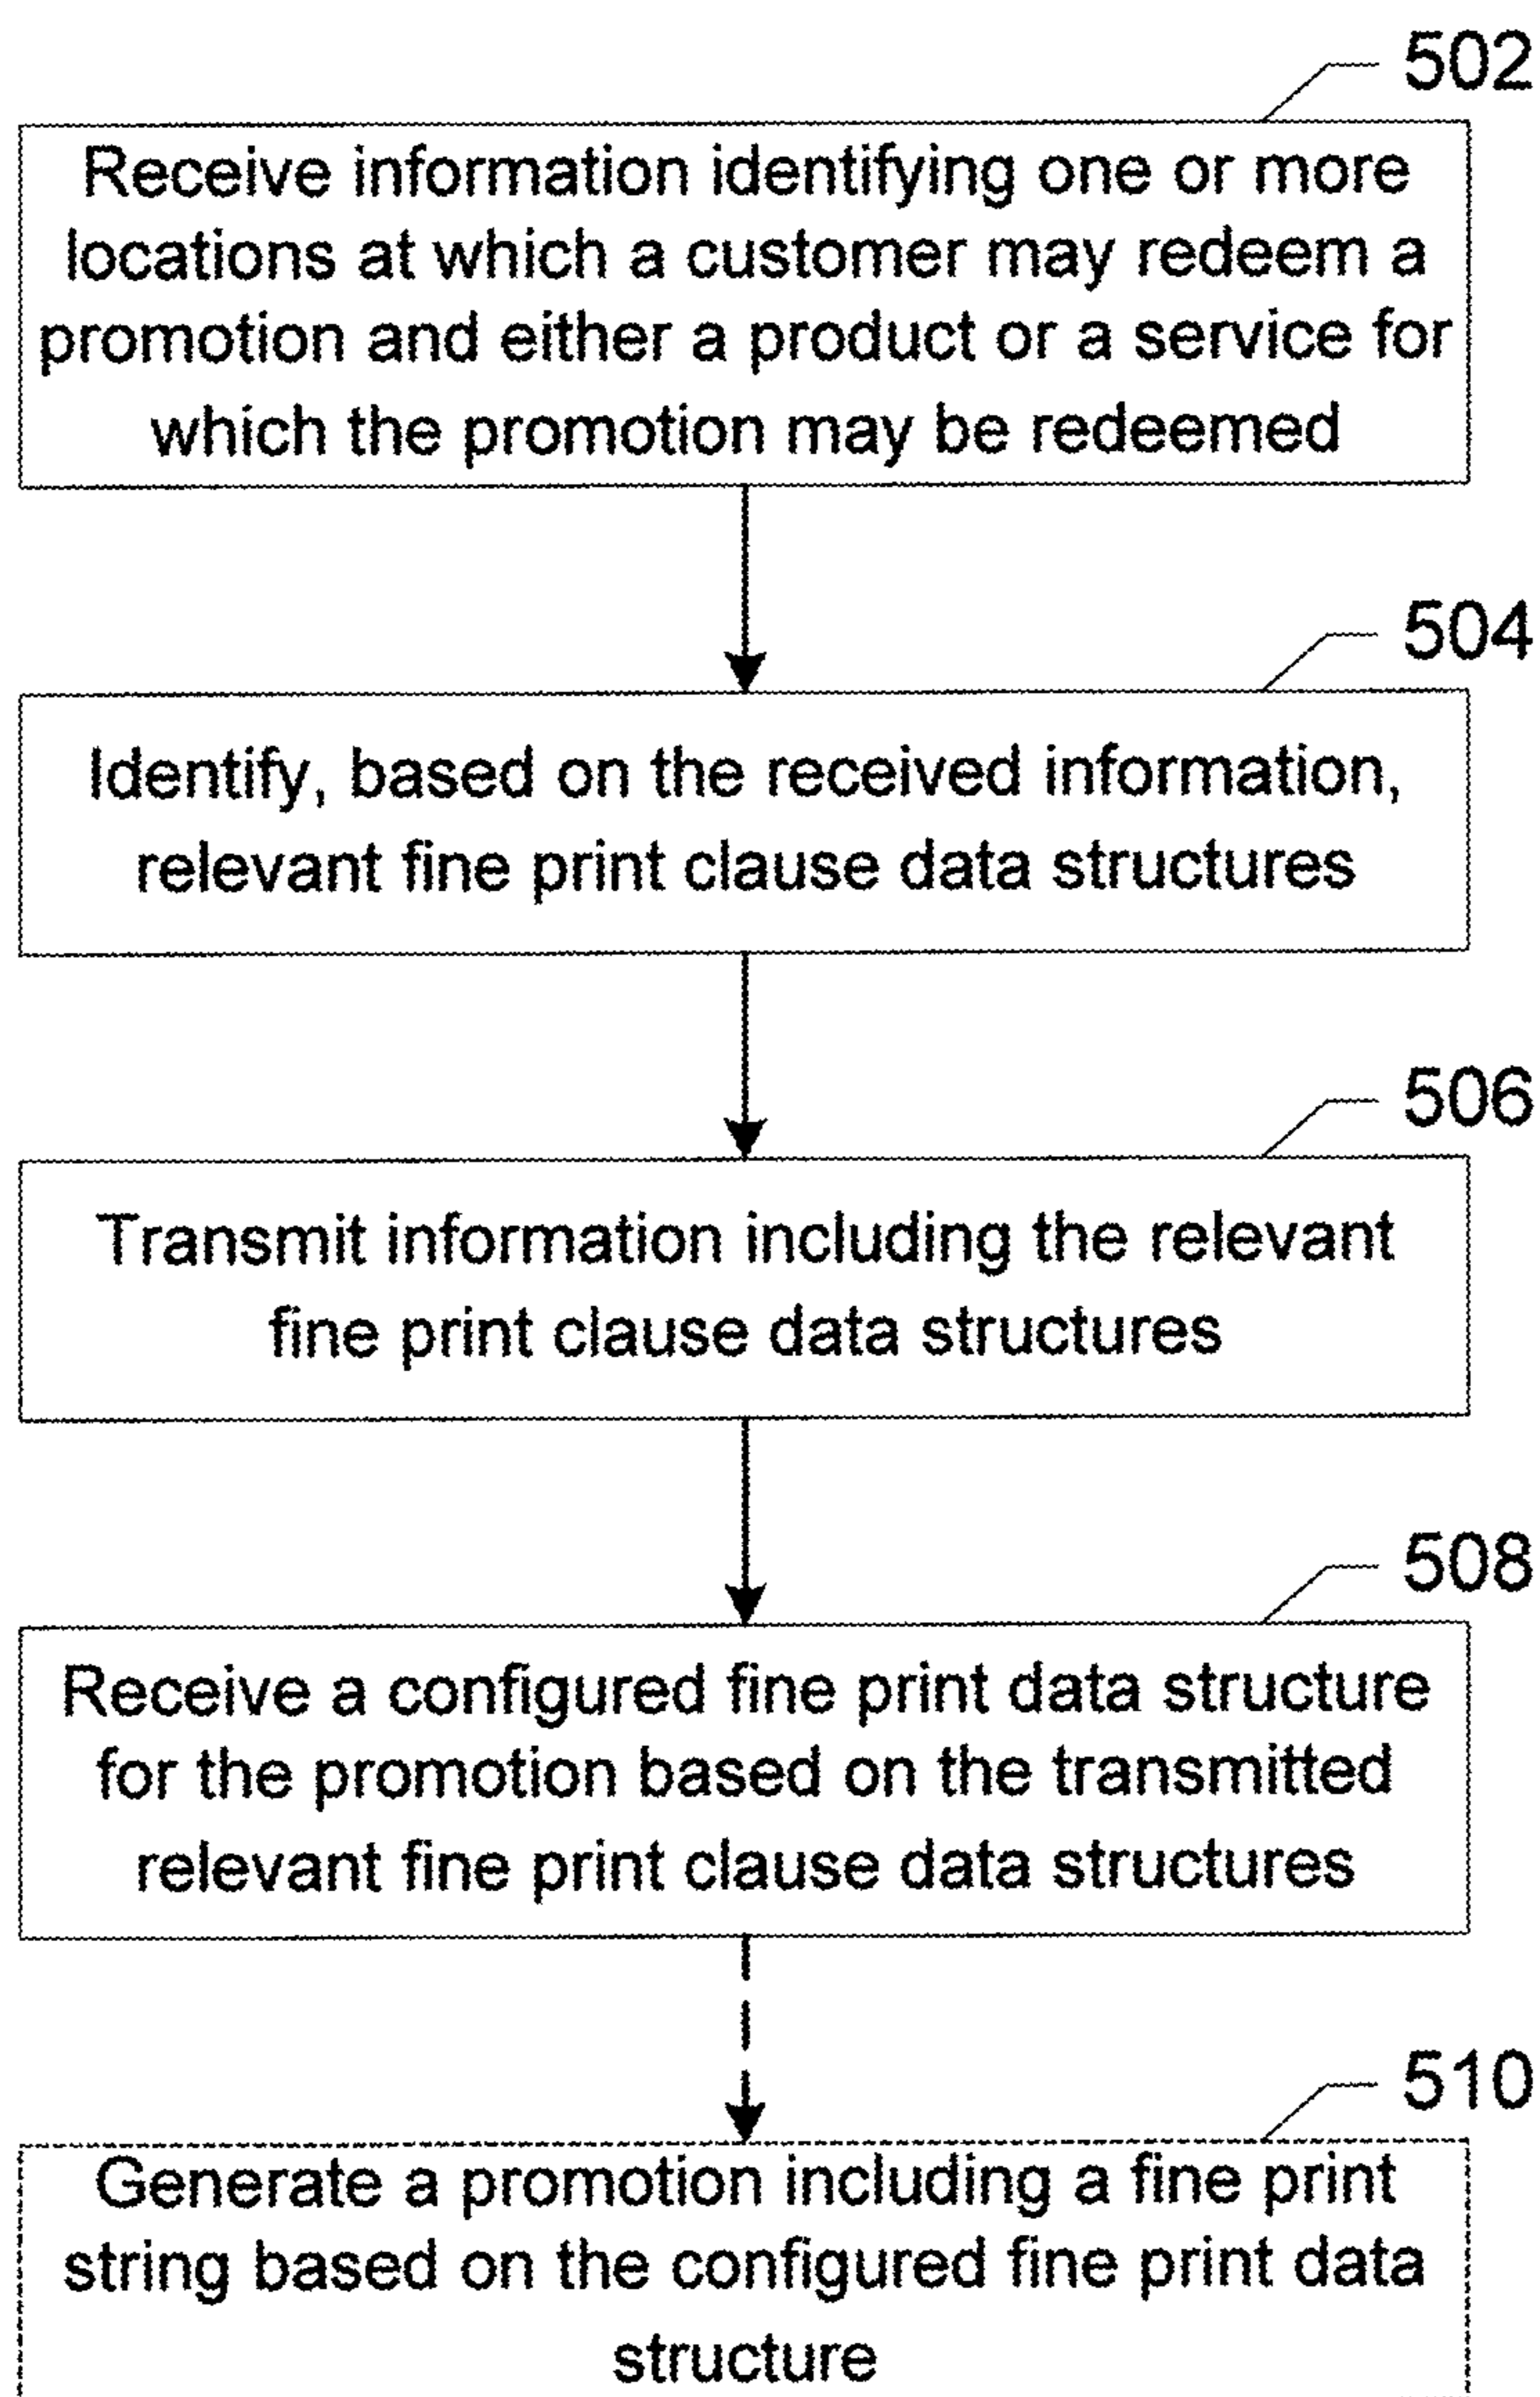 502
Receive information identifying one or more
locations at which a customer may redeem a
promotion and either a product or a service for
which the promotion may be redeemed
504
Identify, based on the received information,
relevant fine print clause data structures
506
Transmit information including the relevant
fine print clause data structures
508
Receive a configured fine print data structure
for the promotion based on the transmitted
relevant fine print clause data structures
510
Generate a promotion including a fine print
string based on the configured fine print data
structure